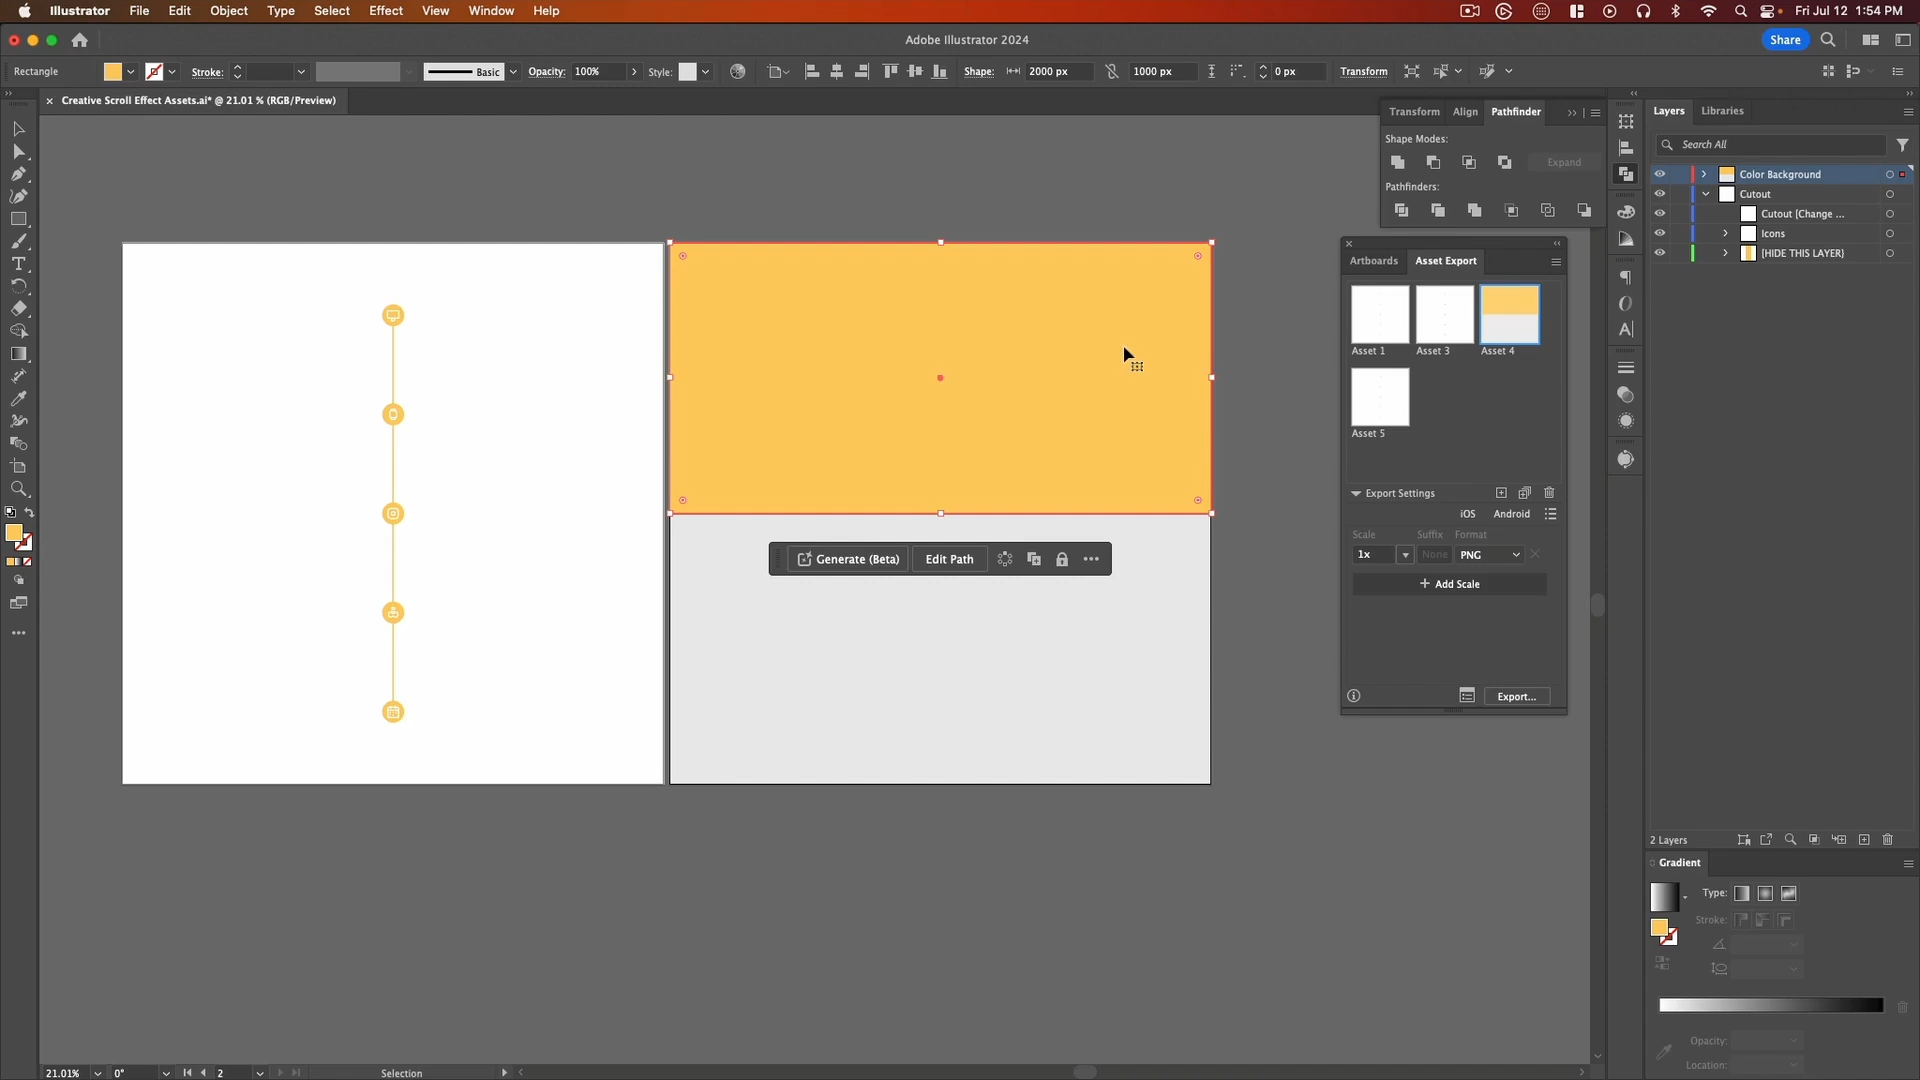 Illustrator File Edit Object Type Select Effect View Window Help
Fri Jul 12 1:54 PM
Adobe Illustrator 2024
Share
Rectangle
Stroke:
Basic
Opacity: 100%
Style:
Shape: 2000 px
1000 px
0 px
Transform
× Creative Scroll Effect Assets.ai* @ 21.01 % (RGB/Preview)
Transform Align Pathfinder
Shape Modes:
Expand
Pathfinders:
Layers Libraries
Search All
Color Background
Cutout
Cutout [Change ...
Icons
[HIDE THIS LAYER]
Artboards Asset Export
Asset 1 Asset 3 Asset 4
Asset 5
Export Settings
iOS Android
Scale Suffix Format
1x None PNG
+ Add Scale
Export...
Generate (Beta) Edit Path
2 Layers
Gradient
Type:
Stroke:
Opacity:
Location:
21.01% 0° 2 Selection